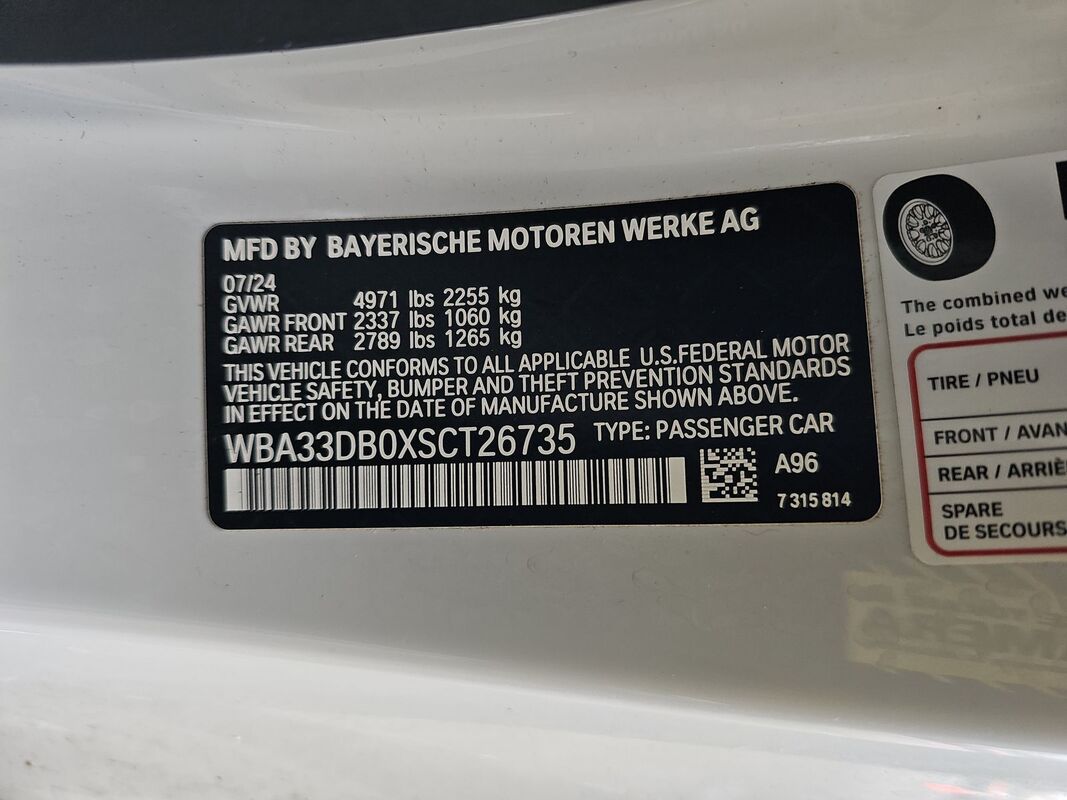 MFD BY BAYERISCHE MOTOREN WERKE AG
07/24
GVWR 4971 lbs 2255 kg
GAWR FRONT 2337 lbs 1060 kg
GAWR REAR 2789 lbs 1265 kg
THIS VEHICLE CONFORMS TO ALL APPLICABLE U.S.FEDERAL MOTOR
VEHICLE SAFETY, BUMPER AND THEFT PREVENTION STANDARDS
IN EFFECT ON THE DATE OF MANUFACTURE SHOWN ABOVE.
WBA33DB0XSCT26735 TYPE: PASSENGER CAR
A96
7 315 814
The combined we
Le poids total de
TIRE / PNEU
FRONT / AVAN
REAR / ARRIÈ
SPARE
DE SECOURS